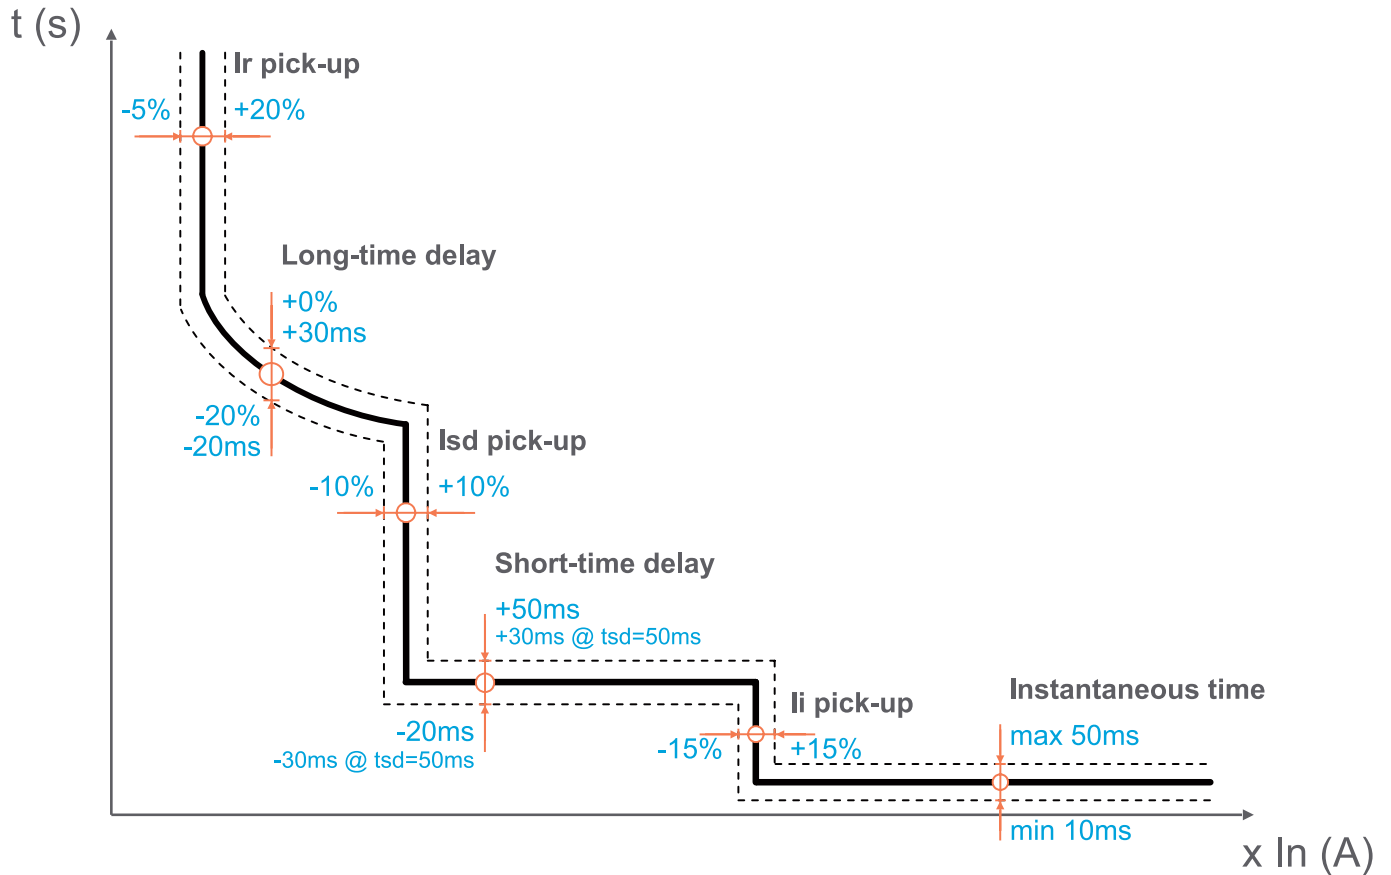 t (s)
Ir pick-up
-5%
+20%
Long-time delay
+0%
+30ms
-20%
-20ms
Isd pick-up
-10%
+10%
Short-time delay
+50ms
+30ms @ tsd=50ms
-20ms
-30ms @ tsd=50ms
Ii pick-up
-15%
+15%
Instantaneous time
max 50ms
min 10ms
x In (A)